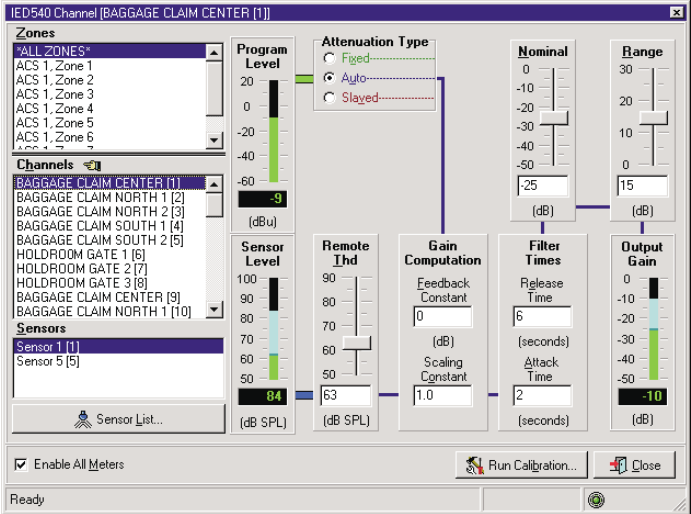 IED540 Channel [BAGGAGE CLAIM CENTER [1]]
Zones
*ALL ZONES*
ACS 1, Zone 1
ACS 1, Zone 2
ACS 1, Zone 3
ACS 1, Zone 4
ACS 1, Zone 5
ACS 1, Zone 6
Channels
BAGGAGE CLAIM CENTER [1]
BAGGAGE CLAIM NORTH 1 [2]
BAGGAGE CLAIM NORTH 2 [3]
BAGGAGE CLAIM SOUTH 1 [4]
BAGGAGE CLAIM SOUTH 2 [5]
HOLDROOM GATE 1 [6]
HOLDROOM GATE 2 [7]
HOLDROOM GATE 3 [8]
BAGGAGE CLAIM CENTER [9]
BAGGAGE CLAIM NORTH 1 [10]
Sensors
Sensor 1 [1]
Sensor 5 [5]
Sensor List...
Program
Level
20
0
-20
-40
-60
-9
(dBu)
Attenuation Type
Fixed
Auto
Slaved
Nominal
0
-10
-20
-30
-40
-50
-25
(dB)
Range
30
20
10
0
15
(dB)
Sensor
Level
100
90
80
70
60
50
84
(dB SPL)
Remote
Thd
90
80
70
60
50
63
(dB SPL)
Gain
Computation
Feedback
Constant
0
(dB)
Scaling
Constant
1.0
Filter
Times
Release
Time
6
(seconds)
Attack
Time
2
(seconds)
Output
Gain
0
-10
-20
-30
-40
-50
-10
(dB)
Enable All Meters
Run Calibration...
Close
Ready